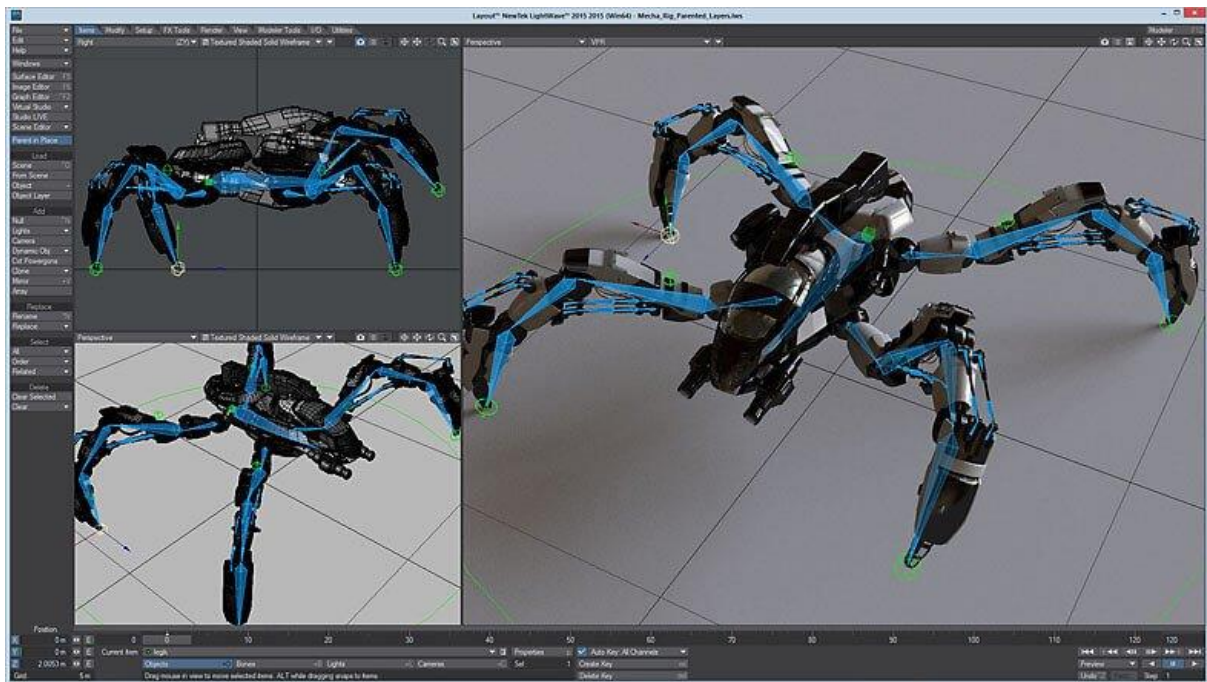 Layout™ NewTek LightWave™ 2015 2015 (Win64) - Mecha_Rig_Parented_Layers.lws
File
Items Modify Setup FX Tools Render View Modeler Tools I/O Utilities
Modeler
Edit
Right (ZY) Textured Shaded Solid Wireframe
Perspective VPR
Help
Windows
Surface Editor F5
Image Editor F6
Graph Editor ^F2
Virtual Studio
Studio LIVE
Scene Editor
Parent in Place
Load
Scene ^O
From Scene
Object +
Object Layer
Add
Null ^N
Lights
Camera
Dynamic Obj
Cut Powergons
Clone
Mirror
Array
Replace
Rename
Replace
Perspective Textured Shaded Solid Wireframe
Select
All
Order
Related
Delete
Clear Selected -
Clear
Position
X 0 m E 0 0 10 20 30 40 50 60 70 80 90 100 110 120 120
Y 0 m E Current Item legik Properties p Auto Key: All Channels
Z 2.0053 m E Objects Bones Lights Cameras Sel: 1 Create Key Preview
Grid: 5 m Drag mouse in view to move selected items. ALT while dragging snaps to items. Delete Key Undo Step 1